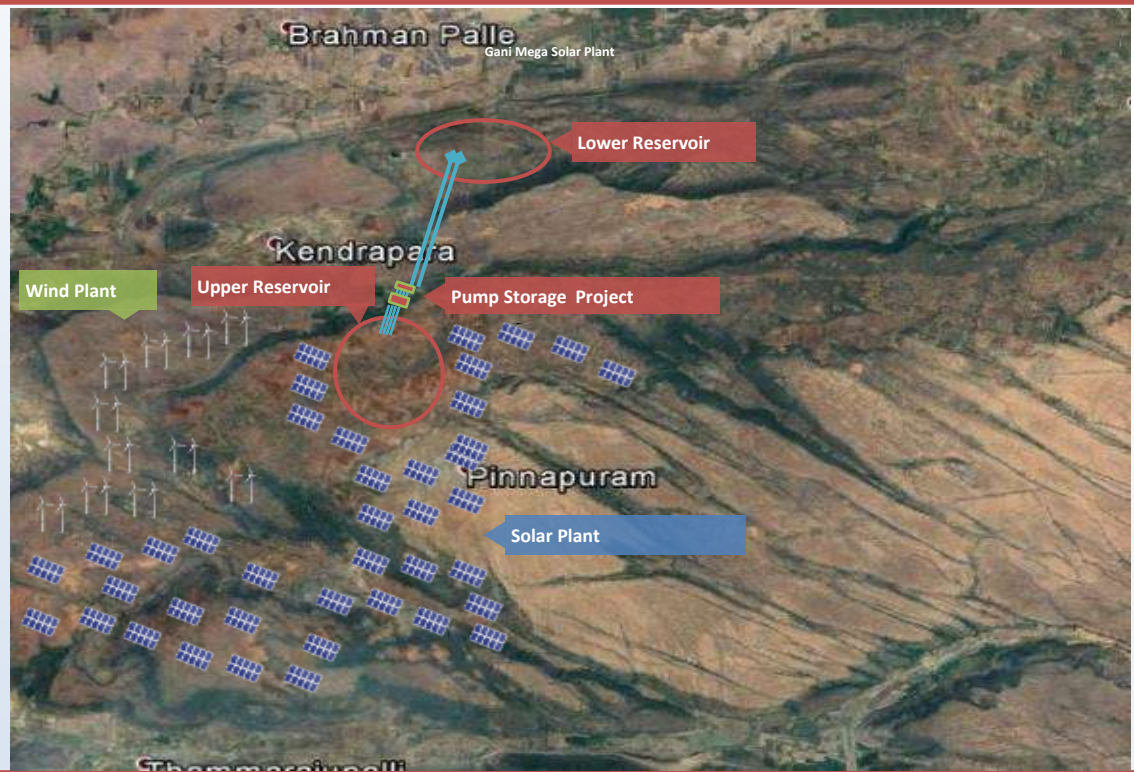 Brahman Palle
Gani Mega Solar Plant
Lower Reservoir
Kendrapara
Wind Plant
Upper Reservoir
Pump Storage Project
Pinnapuram
Solar Plant